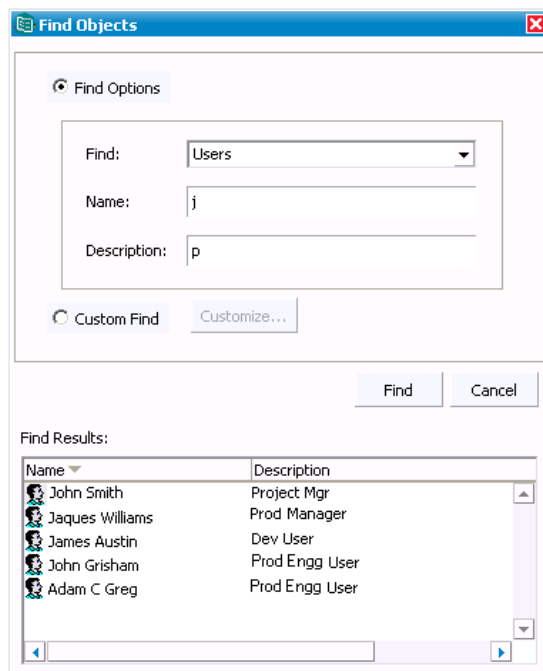 Find Objects
Find Options
Find: Users
Name: j
Description: p
Custom Find Customize...
Find Cancel
Find Results:
Name Description
John Smith Project Mgr
Jaques Williams Prod Manager
James Austin Dev User
John Grisham Prod Engg User
Adam C Greg Prod Engg User